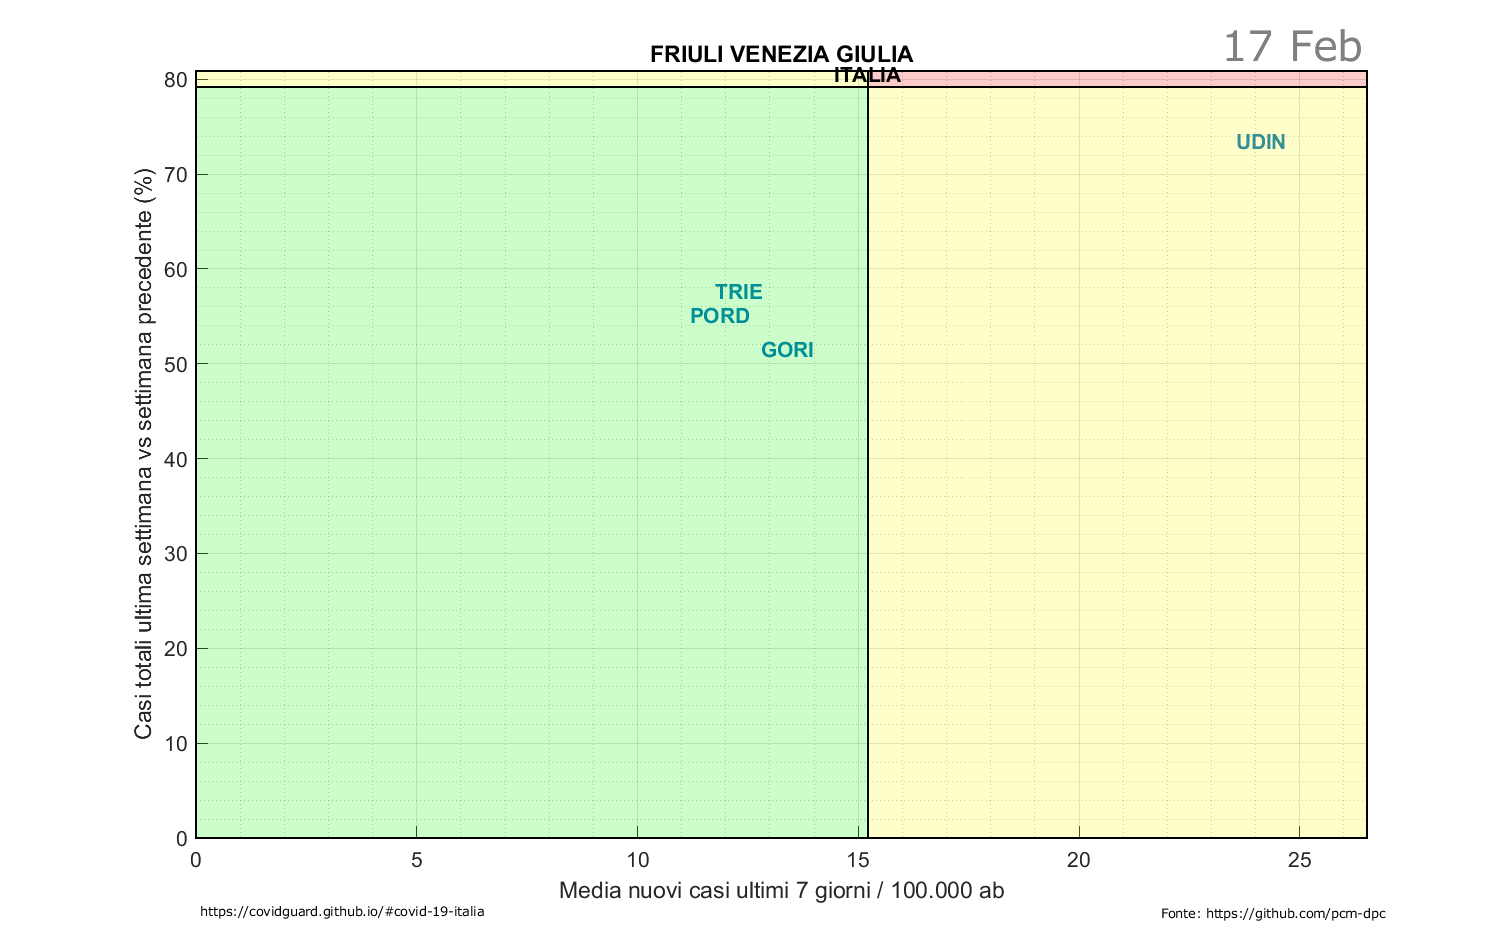 17 Feb
FRIULI VENEZIA GIULIA
ITALIA
80
UDIN
70
60
TRIE
PORD
GORI
50
40
30
20
10
0
Casi totali ultima settimana vs settimana precedente (%)
0 5 10 15 20 25
Media nuovi casi ultimi 7 giorni / 100.000 ab
https://covidguard.github.io/#covid-19-italia
Fonte: https://github.com/pcm-dpc